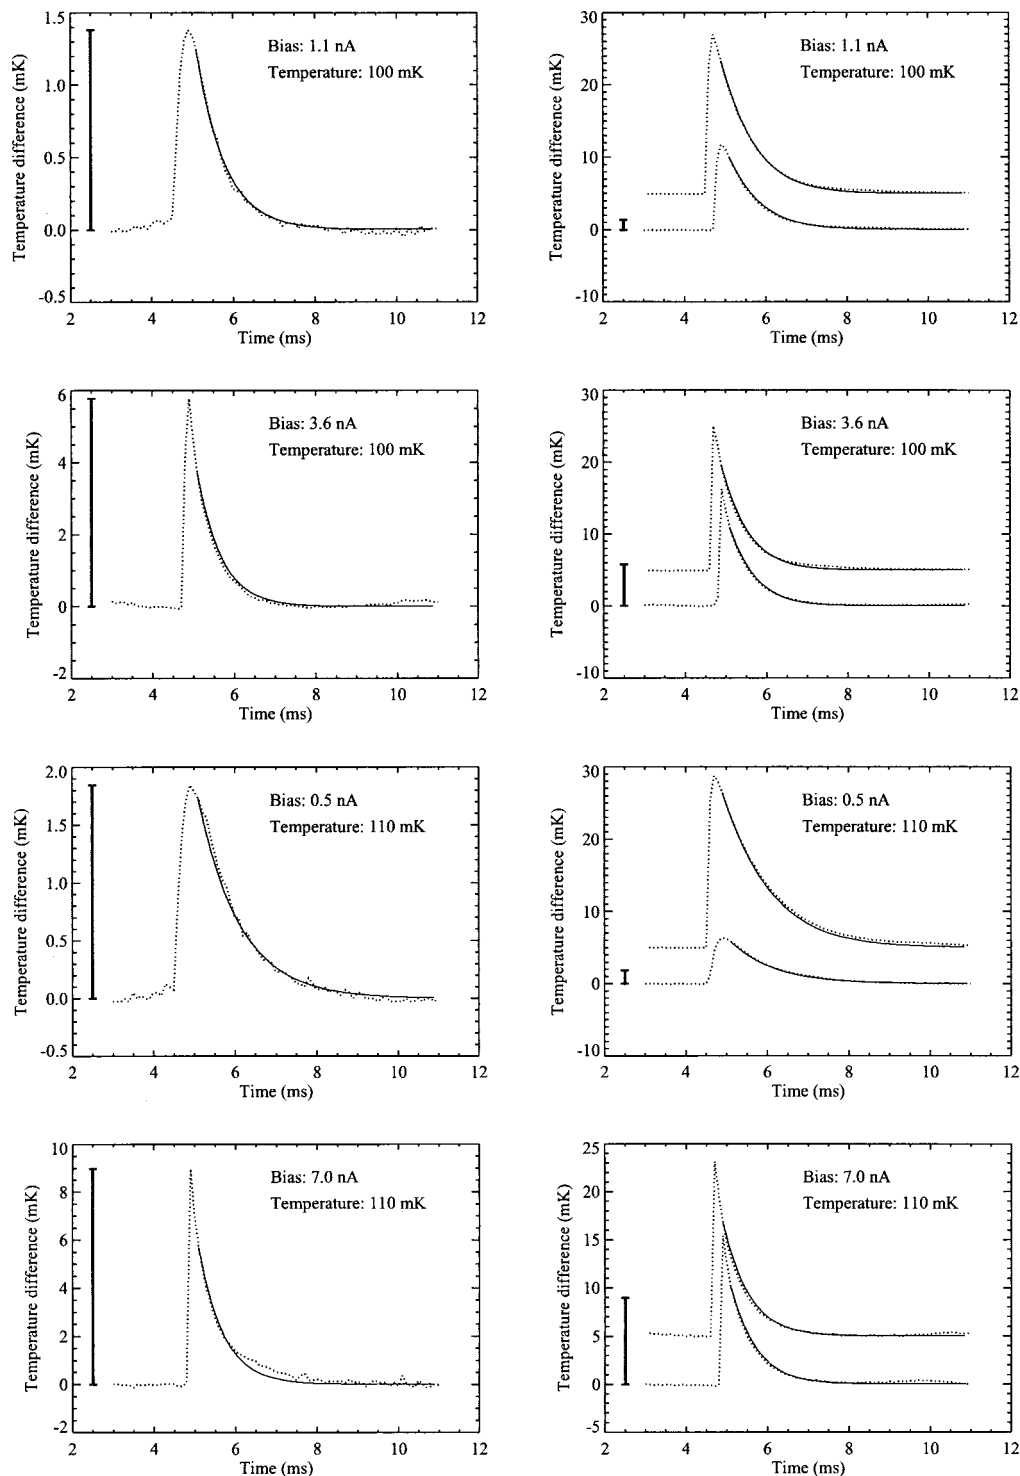 1.5
1.0
0.5
0.0
-0.5
Temperature difference (mK)
Bias: 1.1 nA
Temperature: 100 mK
2 4 6 8 10 12
Time (ms)
30
20
10
0
-10
Temperature difference (mK)
Bias: 1.1 nA
Temperature: 100 mK
2 4 6 8 10 12
Time (ms)
6
4
2
0
-2
Temperature difference (mK)
Bias: 3.6 nA
Temperature: 100 mK
2 4 6 8 10 12
Time (ms)
30
20
10
0
-10
Temperature difference (mK)
Bias: 3.6 nA
Temperature: 100 mK
2 4 6 8 10 12
Time (ms)
2.0
1.5
1.0
0.5
0.0
-0.5
Temperature difference (mK)
Bias: 0.5 nA
Temperature: 110 mK
2 4 6 8 10 12
Time (ms)
30
20
10
0
-10
Temperature difference (mK)
Bias: 0.5 nA
Temperature: 110 mK
2 4 6 8 10 12
Time (ms)
10
8
6
4
2
0
-2
Temperature difference (mK)
Bias: 7.0 nA
Temperature: 110 mK
2 4 6 8 10 12
Time (ms)
25
20
15
10
5
0
-5
Temperature difference (mK)
Bias: 7.0 nA
Temperature: 110 mK
2 4 6 8 10 12
Time (ms)